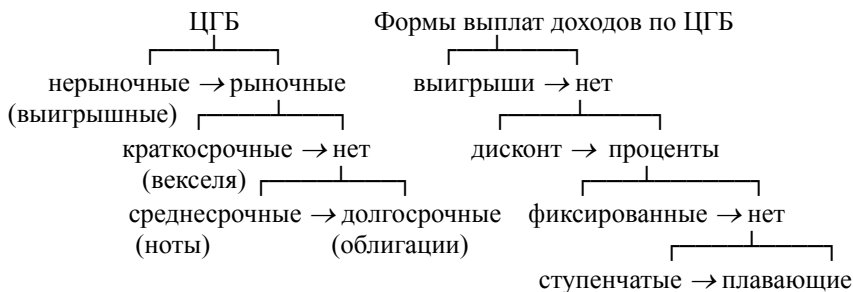 ЦГБ Формы выплат доходов по ЦГБ
нерыночные → рыночные выигрыши → нет
(выигрышные)
краткосрочные → нет дисконт → проценты
(векселя)
среднесрочные → долгосрочные фиксированные → нет
(ноты) (облигации)
ступенчатые → плавающие